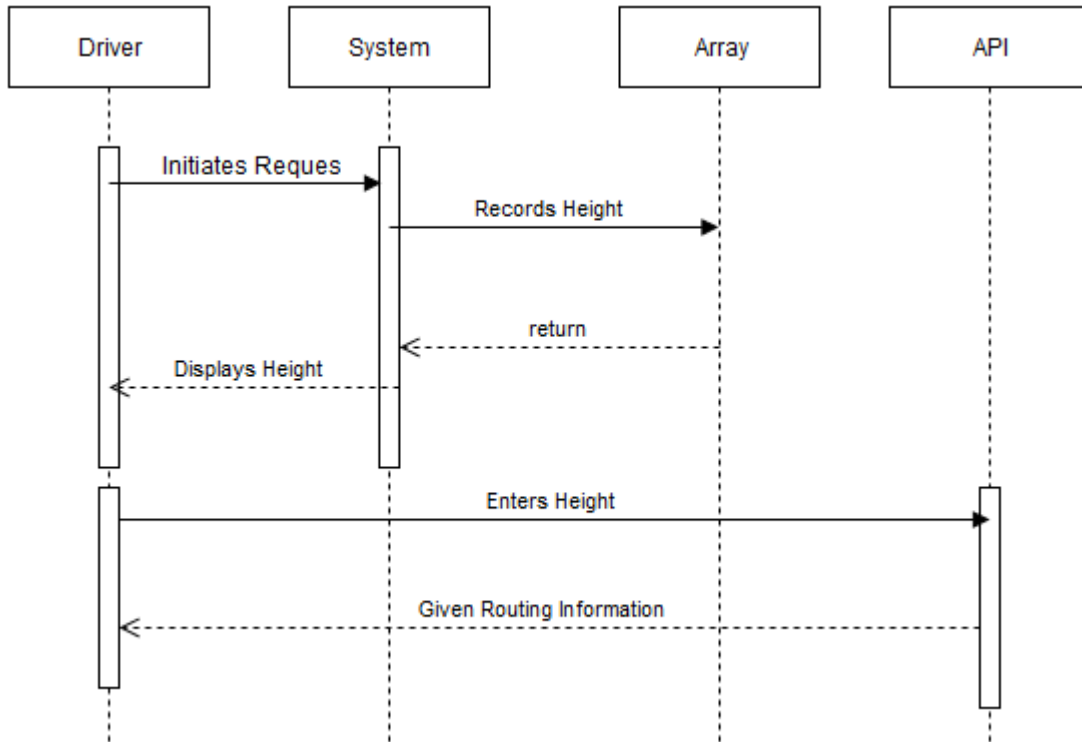 Driver
System
Array
API
Initiates Reques
Records Height
return
Displays Height
Enters Height
Given Routing Information